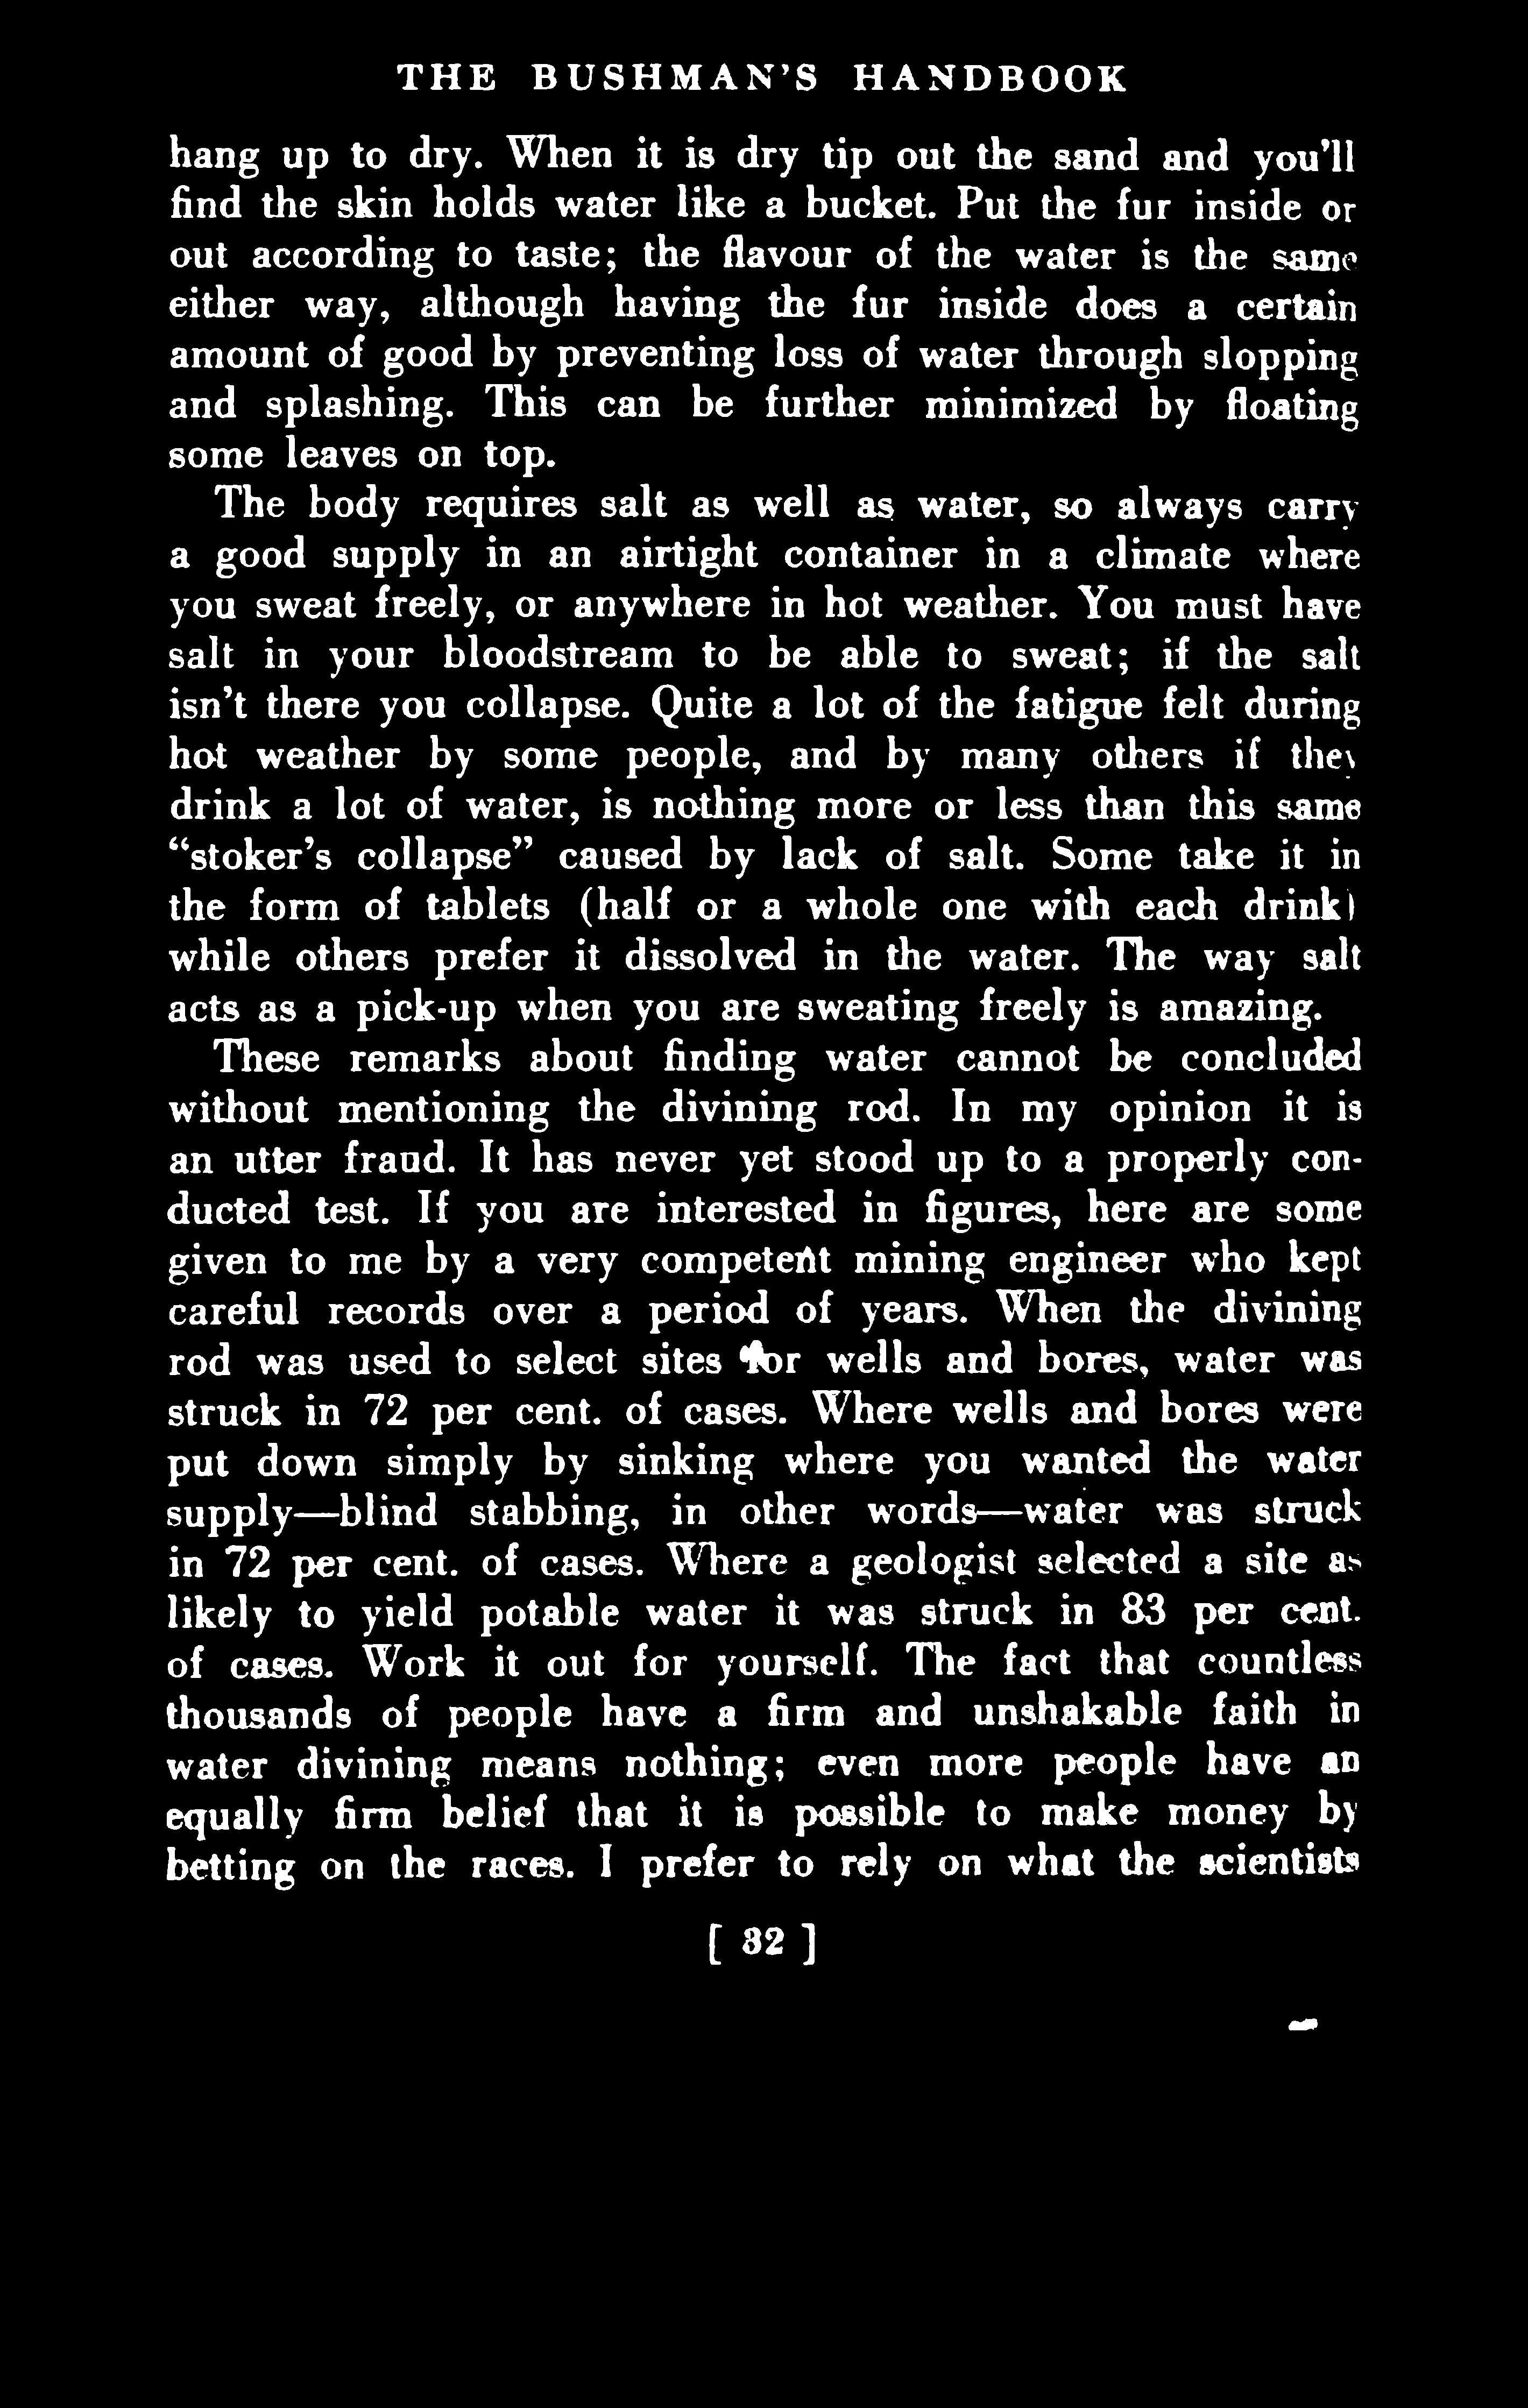 THE BUSHMAN'S HANDBOOK
hang up to dry. When it is dry tip out the sand and you'll
find the skin holds water like a bucket. Put the fur inside or
out according to taste; the flavour of the water is the same
either way, although having the fur inside does a certain
amount of good by preventing loss of water through slopping
and splashing. This can be further minimized by floating
some leaves on top.
The body requires salt as well as water, so always carry
a good supply in an airtight container in a climate where
you sweat freely, or anywhere in hot weather. You must have
salt in your bloodstream to be able to sweat; if the salt
isn't there you collapse. Quite a lot of the fatigue felt during
hot weather by some people, and by many others if they
drink a lot of water, is nothing more or less than this same
“stoker's collapse” caused by lack of salt. Some take it in
the form of tablets (half or a whole one with each drink)
while others prefer it dissolved in the water. The way salt
acts as a pick-up when you are sweating freely is amazing.
These remarks about finding water cannot be concluded
without mentioning the divining rod. In my opinion it is
an utter fraud. It has never yet stood up to a properly con-
ducted test. If you are interested in figures, here are some
given to me by a very competent mining engineer who kept
careful records over a period of years. When the divining
rod was used to select sites for wells and bores, water was
struck in 72 per cent. of cases. Where wells and bores were
put down simply by sinking where you wanted the water
supply—blind stabbing, in other words—water was struck
in 72 per cent. of cases. Where a geologist selected a site as
likely to yield potable water it was struck in 83 per cent.
of cases. Work it out for yourself. The fact that countless
thousands of people have a firm and unshakable faith in
water divining means nothing; even more people have an
equally firm belief that it is possible to make money by
betting on the races. I prefer to rely on what the scientists
[ 32 ]